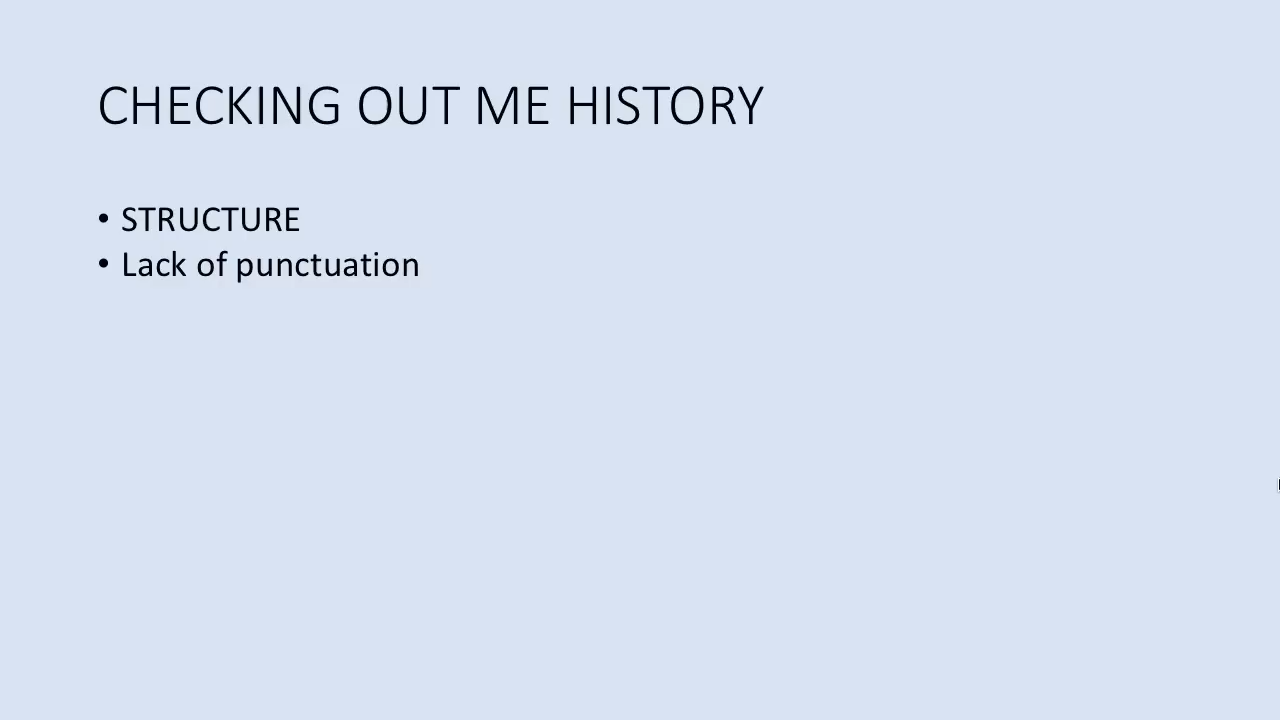 CHECKING OUT ME HISTORY
• STRUCTURE
• Lack of punctuation